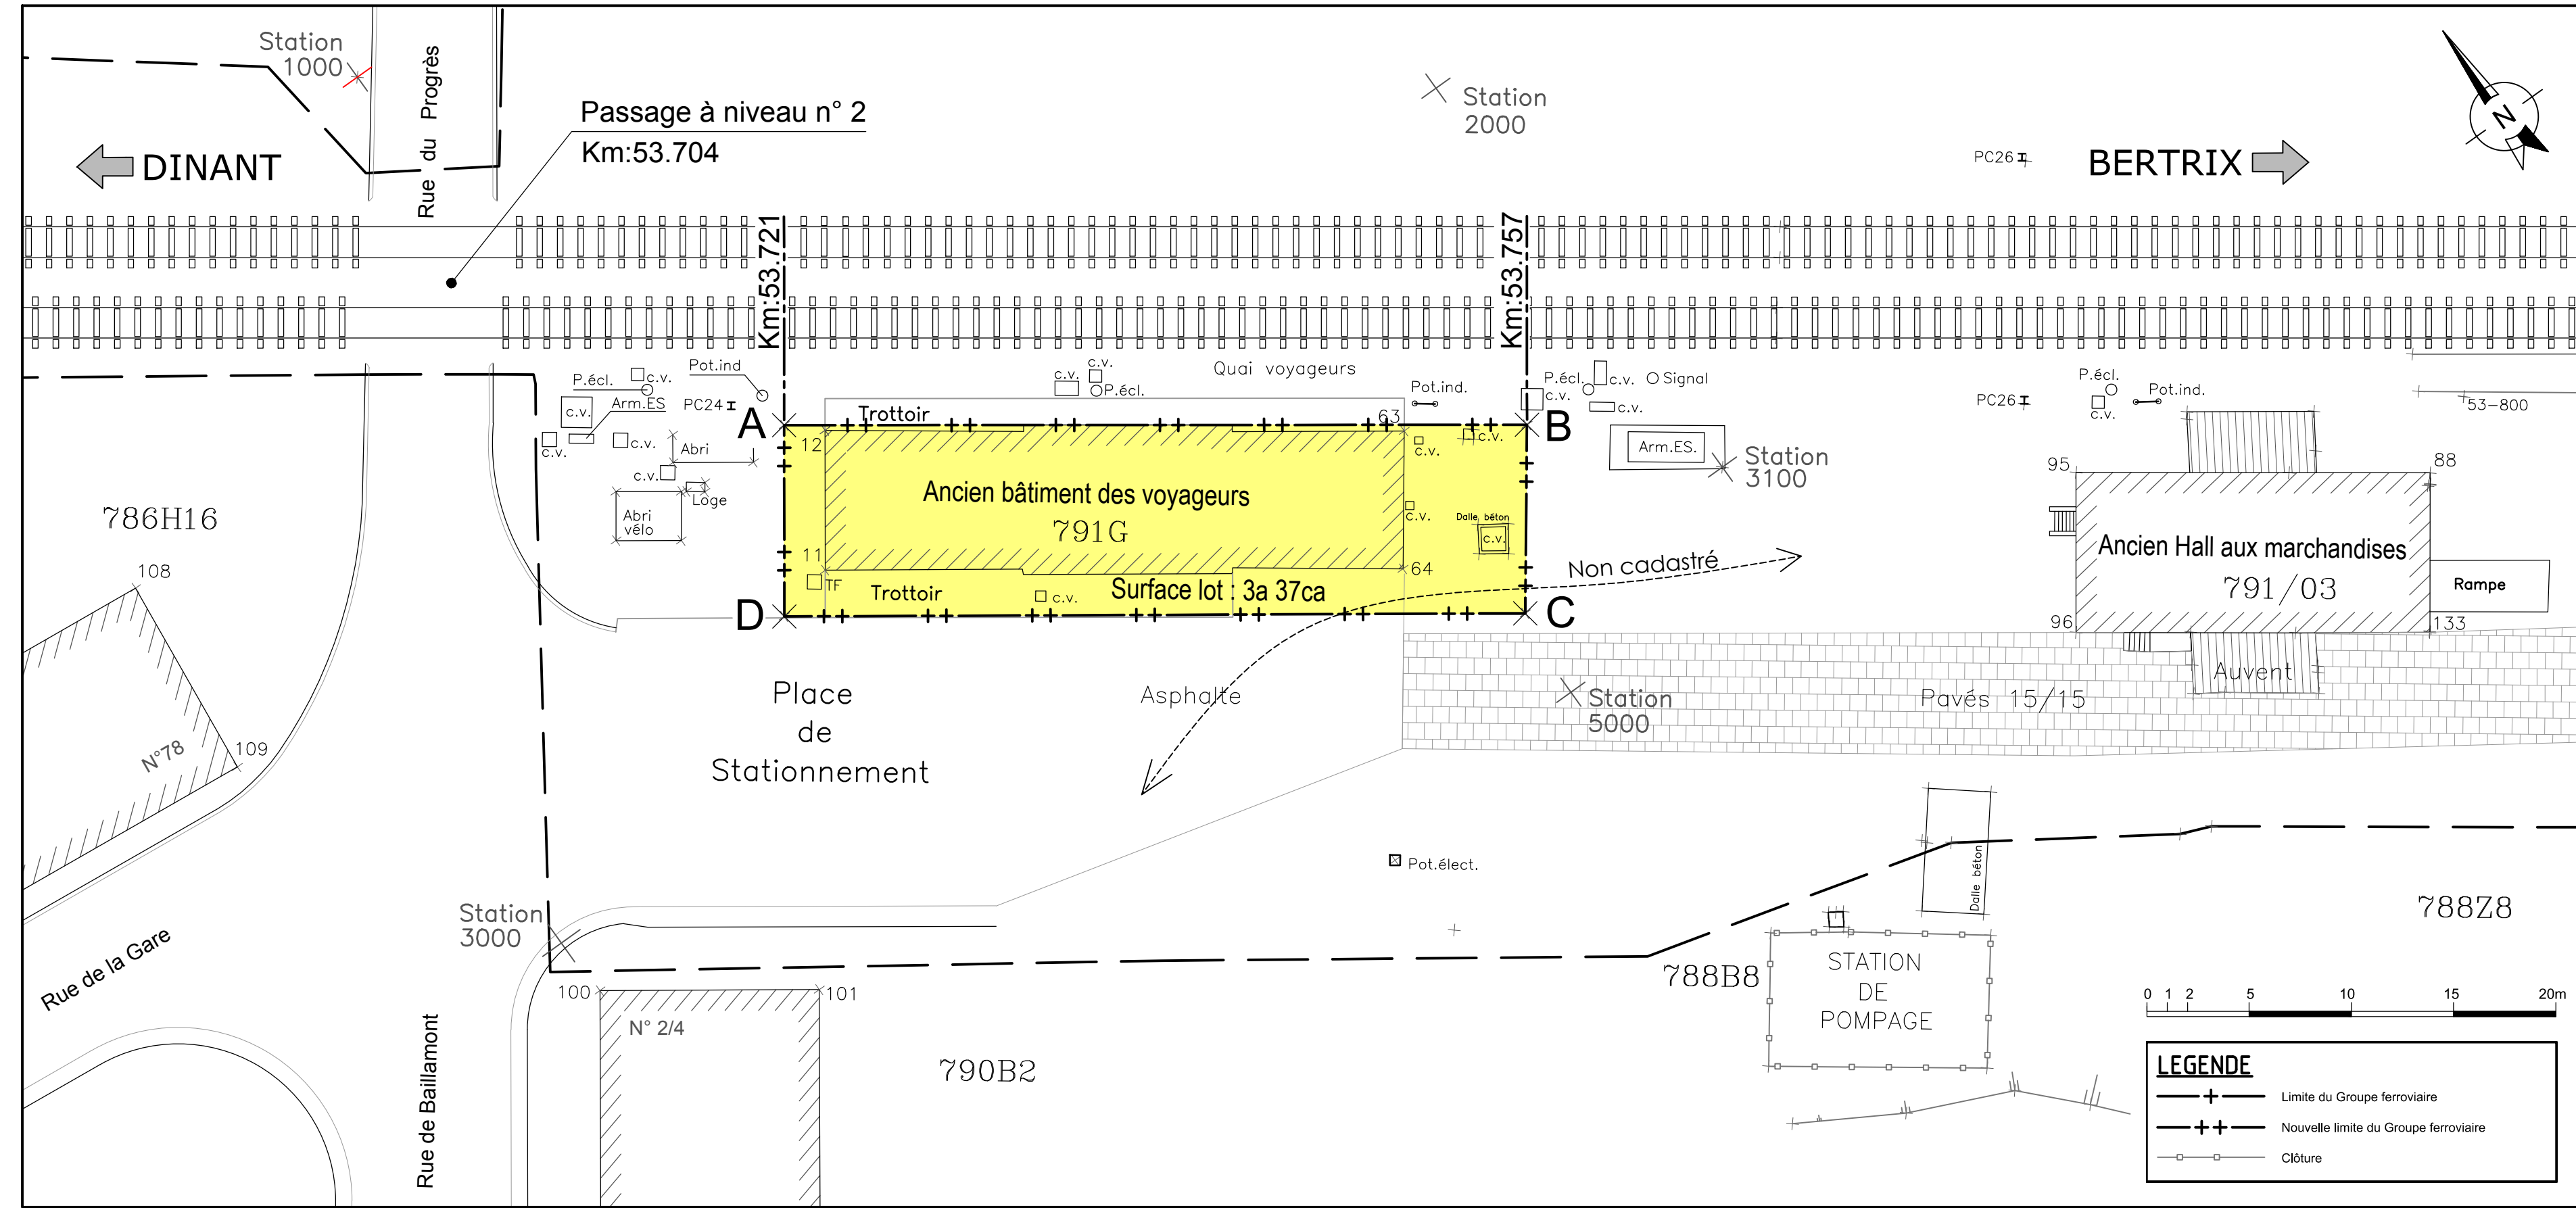 Station
1000
Rue du Progrès
Passage à niveau n° 2
Km:53.704
Station
2000
N
DINANT
PC26
BERTRIX
Km:53.721
Km:53.757
Quai voyageurs
P.écl.
c.v.
Pot.ind
c.v.
c.v.
P.écl.
Pot.ind.
P.écl.
c.v.
Signal
c.v.
c.v.
P.écl.
Pot.ind.
c.v.
PC26
53-800
c.v.
Arm.ES
PC24
A
Trottoir
63
B
c.v.
c.v.
Abri
12
c.v.
c.v.
Arm.ES.
Station
3100
95
88
c.v.
Loge
Abri
vélo
Ancien bâtiment des voyageurs
791G
c.v.
Dalle béton
c.v.
786H16
108
11
64
Non cadastré
Ancien Hall aux marchandises
791/03
Rampe
TF
Trottoir
c.v.
Surface lot : 3a 37ca
D
C
96
133
Auvent
Place
de
Stationnement
Asphalte
Station
5000
Pavés 15/15
N°78
109
Pot.élect.
Dalle béton
788Z8
Station
3000
Rue de la Gare
788B8
STATION
DE
POMPAGE
100
101
N° 2/4
790B2
Rue de Baillamont
0 1 2 5 10 15 20m
LEGENDE
Limite du Groupe ferroviaire
Nouvelle limite du Groupe ferroviaire
Clôture